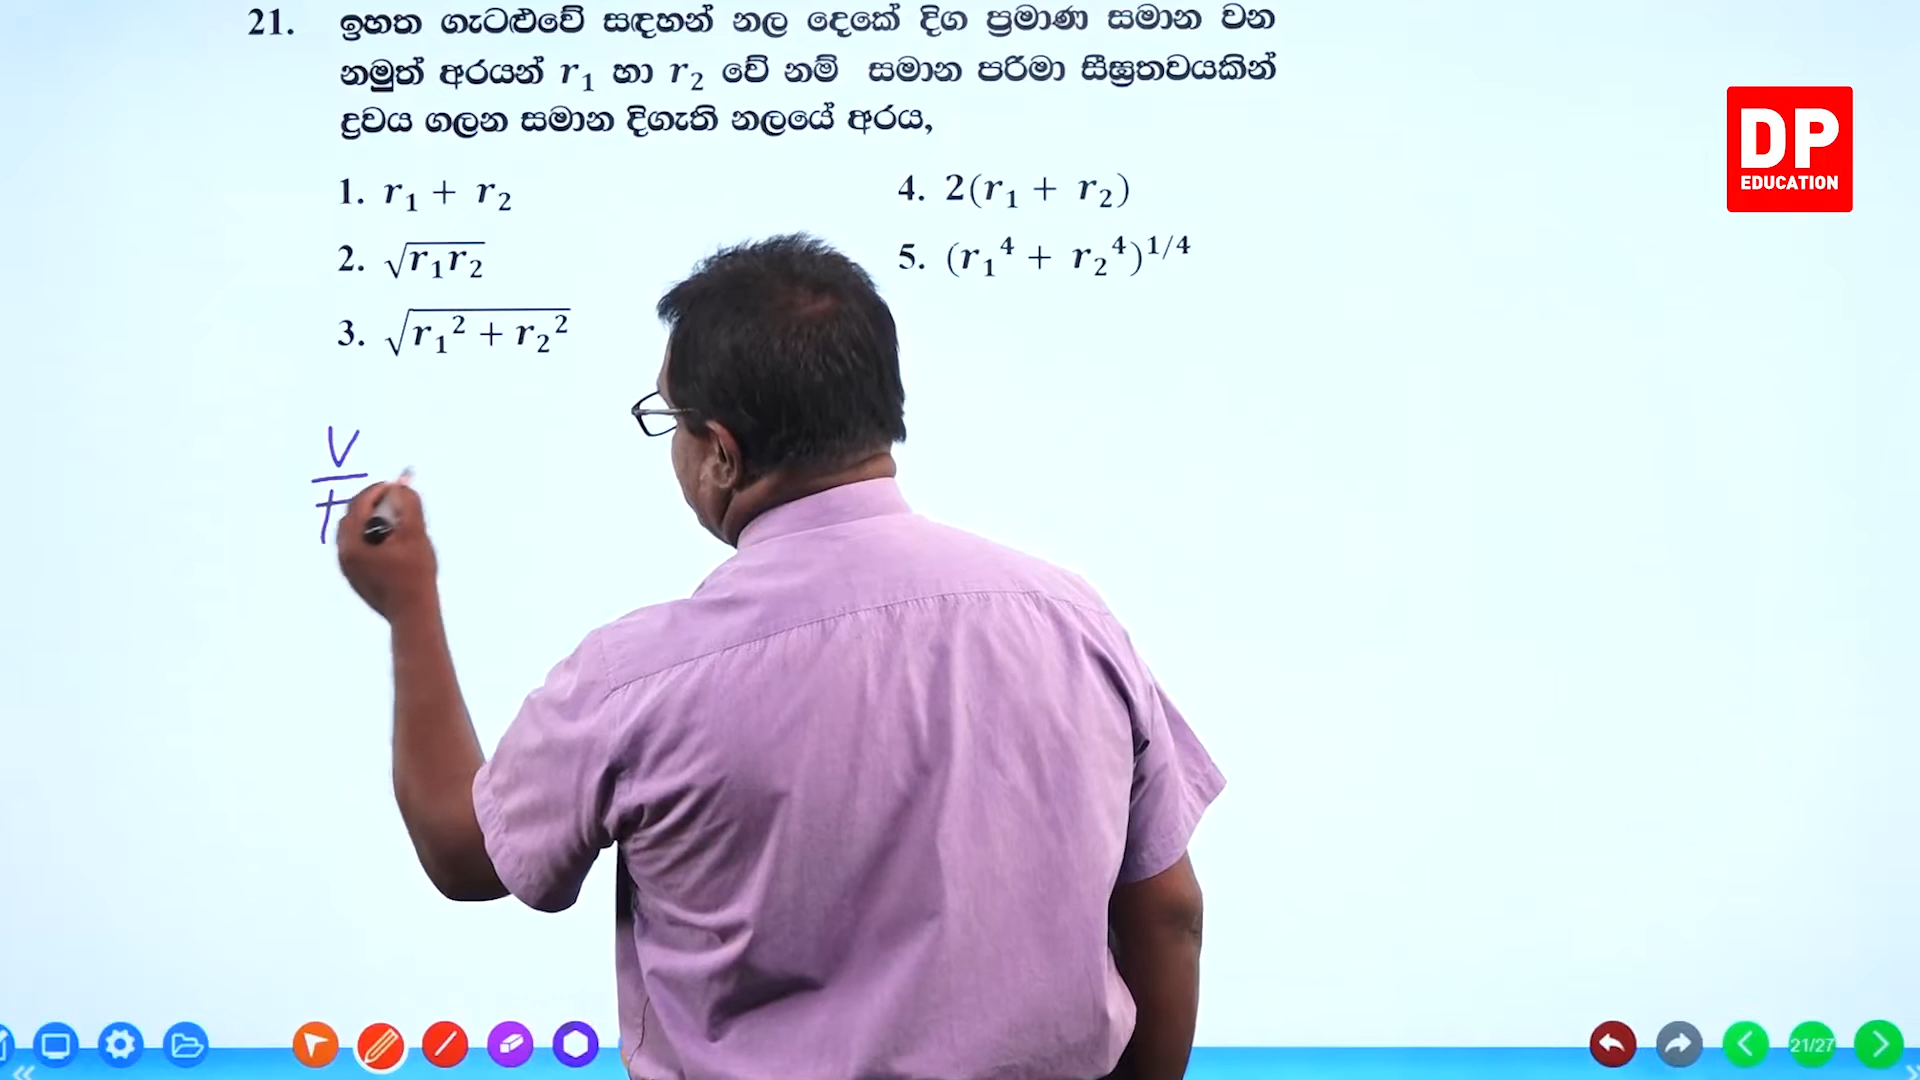 21. ඉහත ගැටළුවේ සඳහන් නල දෙකේ දිග ප්‍රමාණ සමාන වන
නමුත් අරයන් r₁ හා r₂ වේ නම් සමාන පරිමා සීඝ්‍රතවයකින්
ද්‍රවය ගලන සමාන දිගැති නලයේ අරය,
1. r₁ + r₂
2. √(r₁r₂)
3. √(r₁² + r₂²)
4. 2(r₁ + r₂)
5. (r₁⁴ + r₂⁴)^1/4
V
t
DP
EDUCATION
21/27